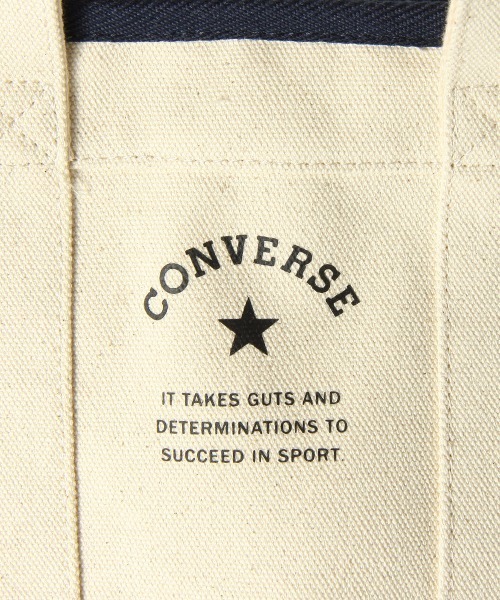 CONVERSE
IT TAKES GUTS AND
DETERMINATIONS TO
SUCCEED IN SPORT.